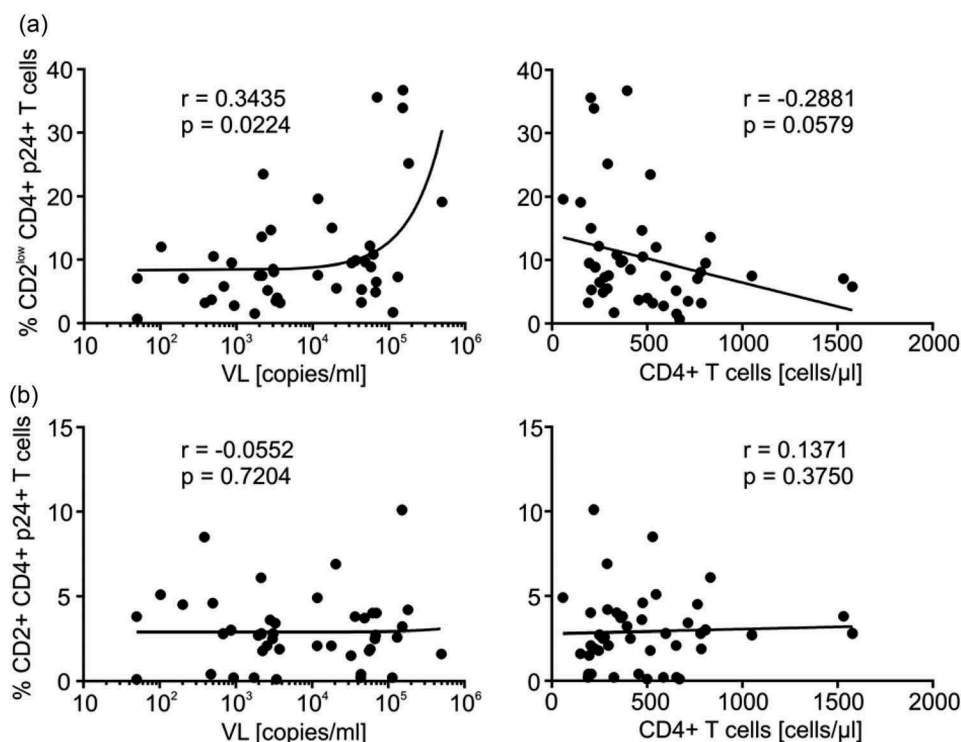 (a)
% CD2low CD4+ p24+ T cells
40
30
20
10
0
r = 0.3435
p = 0.0224
10 10² 10³ 10⁴ 10⁵ 10⁶
VL [copies/ml]
40
30
20
10
0
r = -0.2881
p = 0.0579
0 500 1000 1500 2000
CD4+ T cells [cells/µl]
(b)
% CD2+ CD4+ p24+ T cells
15
10
5
0
r = -0.0552
p = 0.7204
10 10² 10³ 10⁴ 10⁵ 10⁶
VL [copies/ml]
15
10
5
0
r = 0.1371
p = 0.3750
0 500 1000 1500 2000
CD4+ T cells [cells/µl]